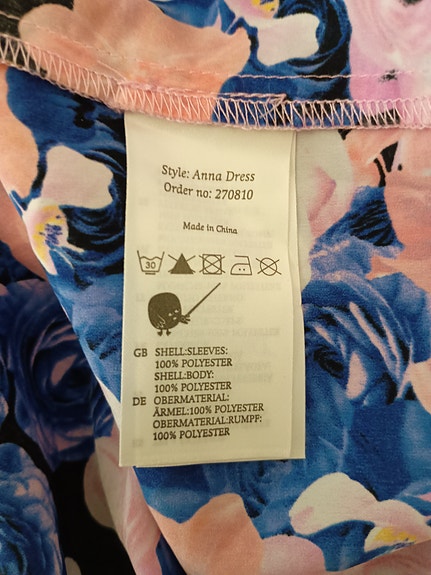 Style: Anna Dress
Order no: 270810
Made in China
30
GB SHELL:SLEEVES:
100% POLYESTER
SHELL:BODY:
100% POLYESTER
DE OBERMATERIAL:
ÄRMEL:100% POLYESTER
OBERMATERIAL:RUMPF:
100% POLYESTER